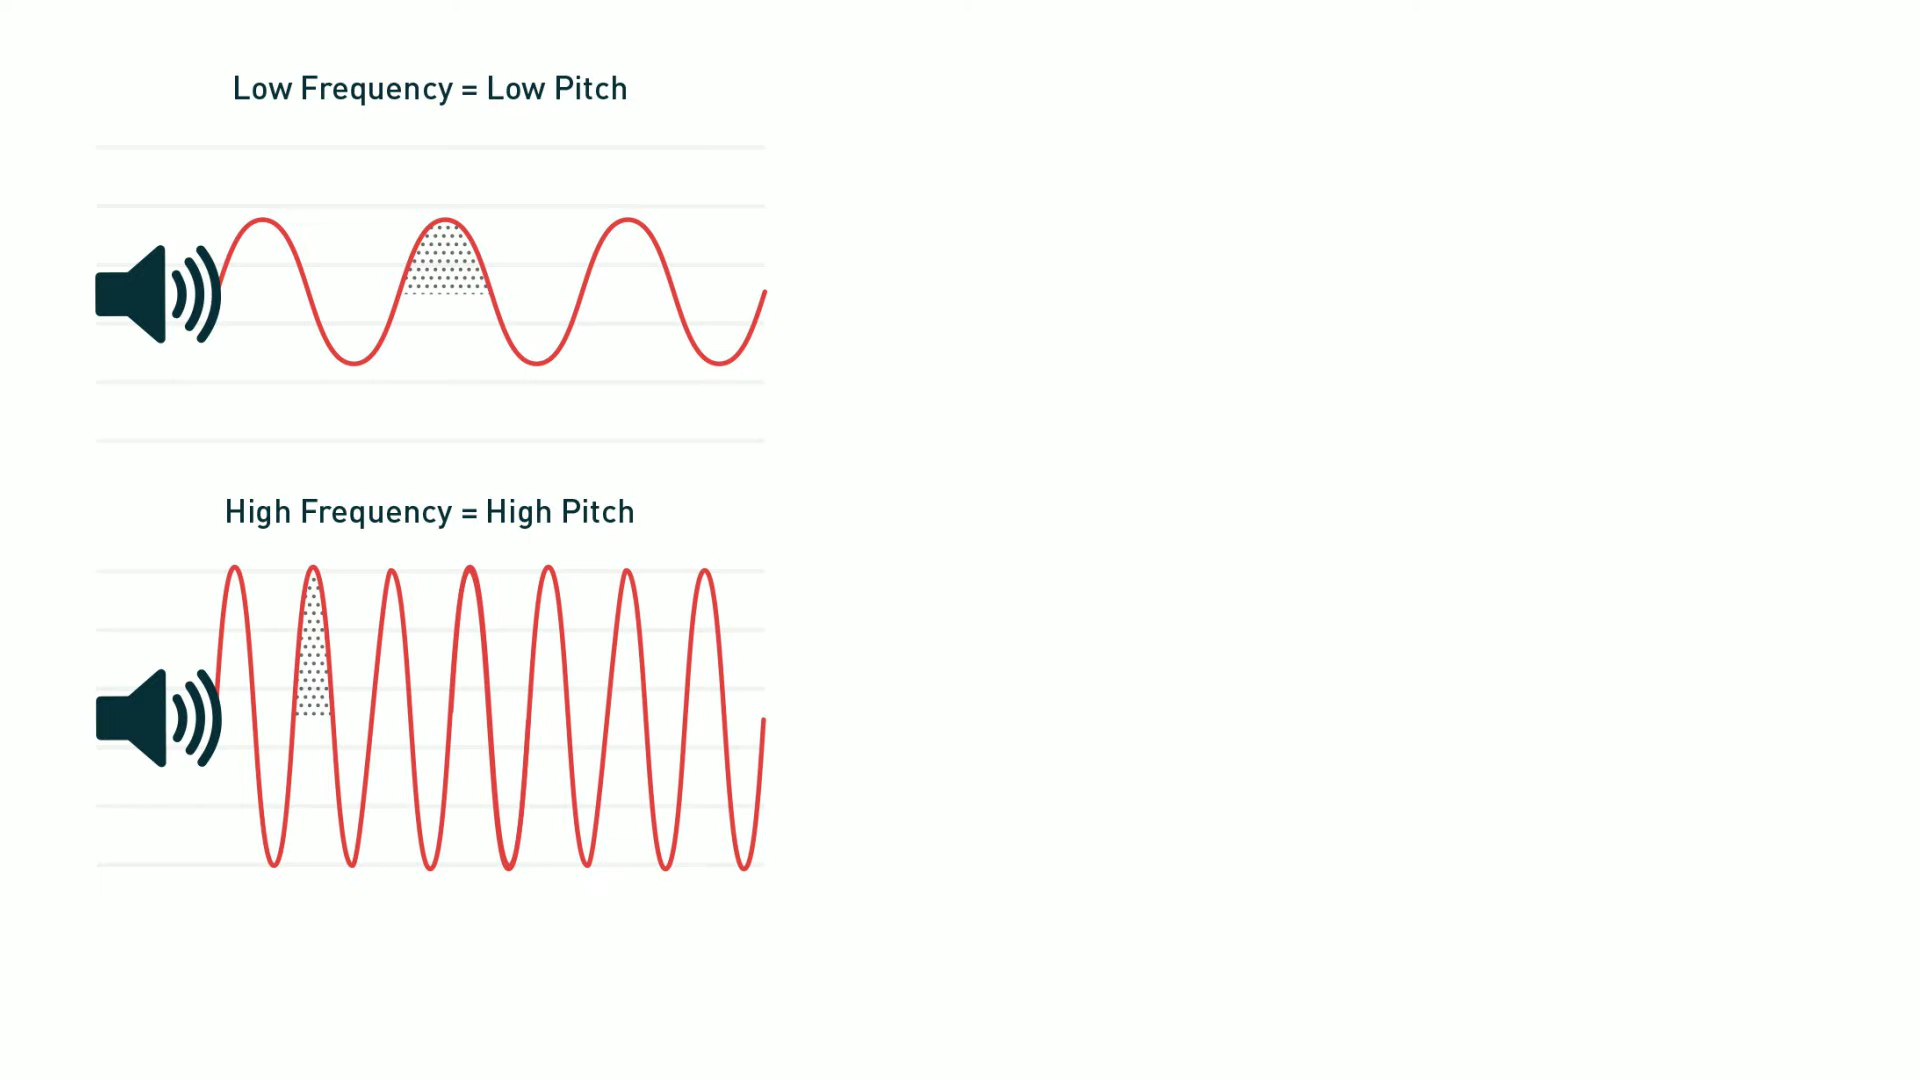 Low Frequency = Low Pitch
High Frequency = High Pitch